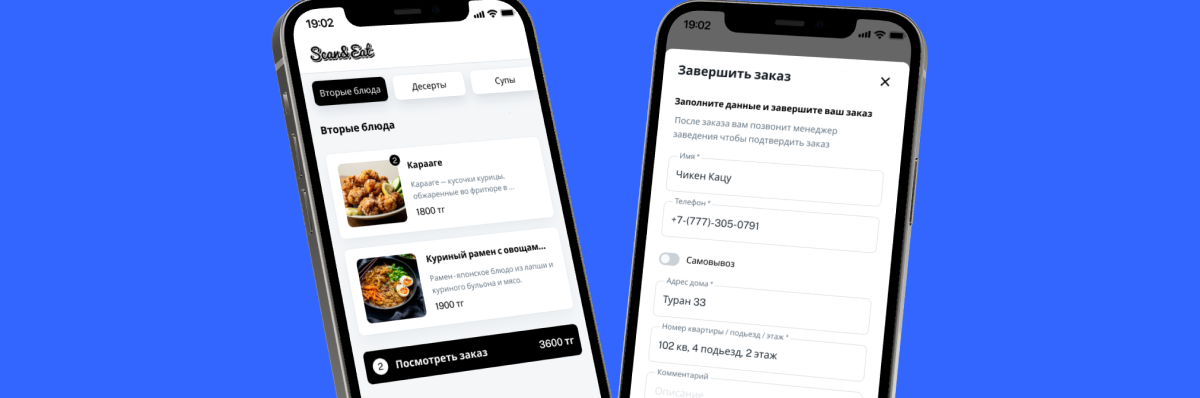 19:02
Scan&Eat
Вторые блюда
Десерты
Супы
Вторые блюда
2
Карааге
Карааге — кусочки курицы,
обжаренные во фритюре в ...
1800 тг
Куриный рамен с овощам...
Рамен-японское блюдо из лапши и
куриного бульона и мясо.
1900 тг
2
Посмотреть заказ
3600 тг
19:02
Завершить заказ
Заполните данные и завершите ваш заказ
После заказа вам позвонит менеджер
заведения чтобы подтвердить заказ
Имя *
Чикен Кацу
Телефон *
+7-(777)-305-0791
Самовывоз
Адрес дома *
Туран 33
Номер квартиры / подьезд / этаж *
102 кв, 4 подьезд, 2 этаж
Комментарий
Описание